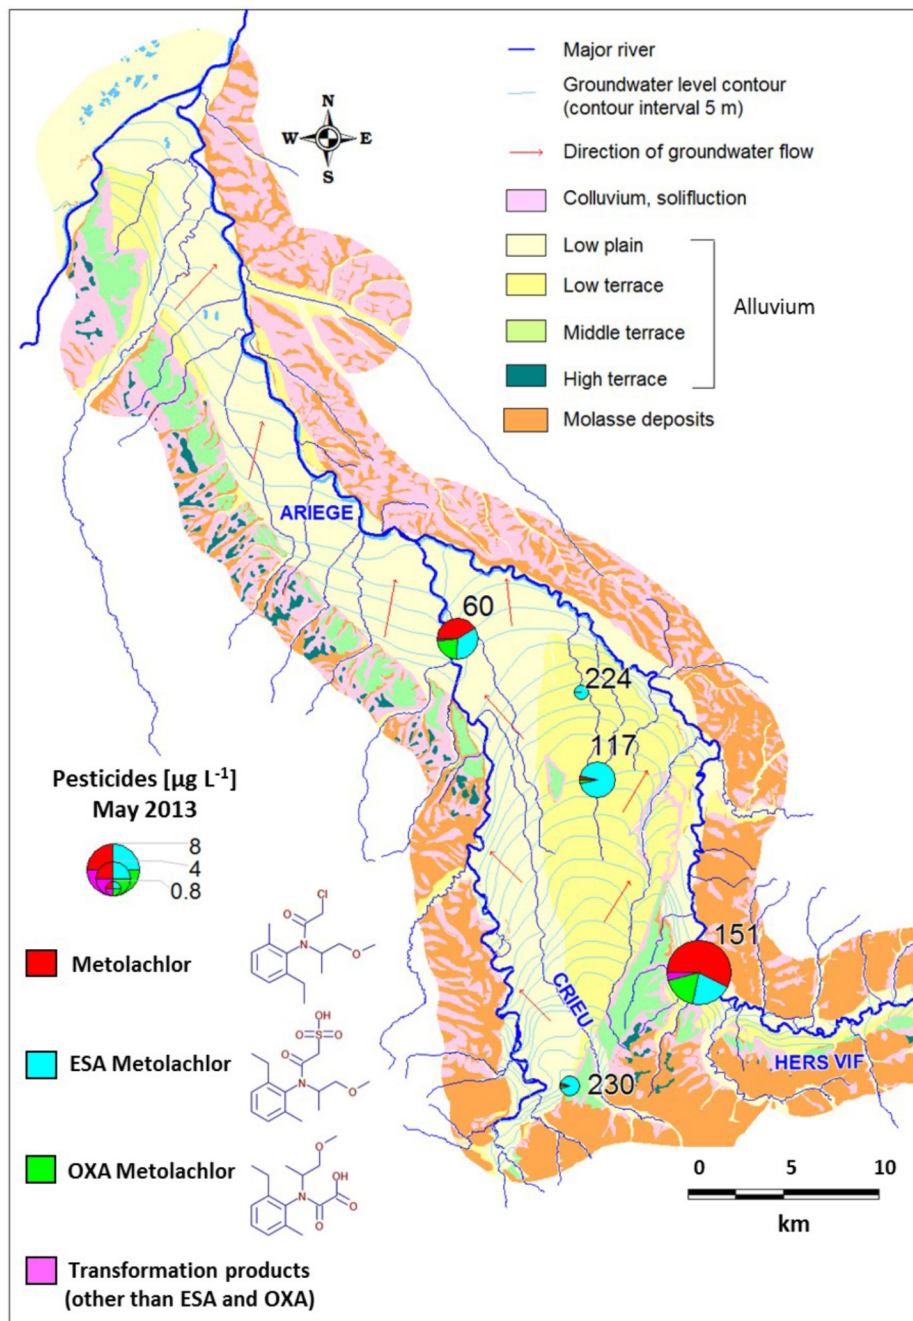 Major river
Groundwater level contour
(contour interval 5 m)
N
W E
S
Direction of groundwater flow
Colluvium, solifluction
Low plain
Low terrace
Alluvium
Middle terrace
High terrace
Molasse deposits
ARIEGE
60
224
117
Pesticides [µg L-1]
May 2013
8
4
0.8
151
Cl
O
N
O
Metolachlor
CRIEU
HERS VIF
230
OH
O=S=O
O
N
O
ESA Metolachlor
0 5 10
km
O
OH
N
O
O
OXA Metolachlor
Transformation products
(other than ESA and OXA)